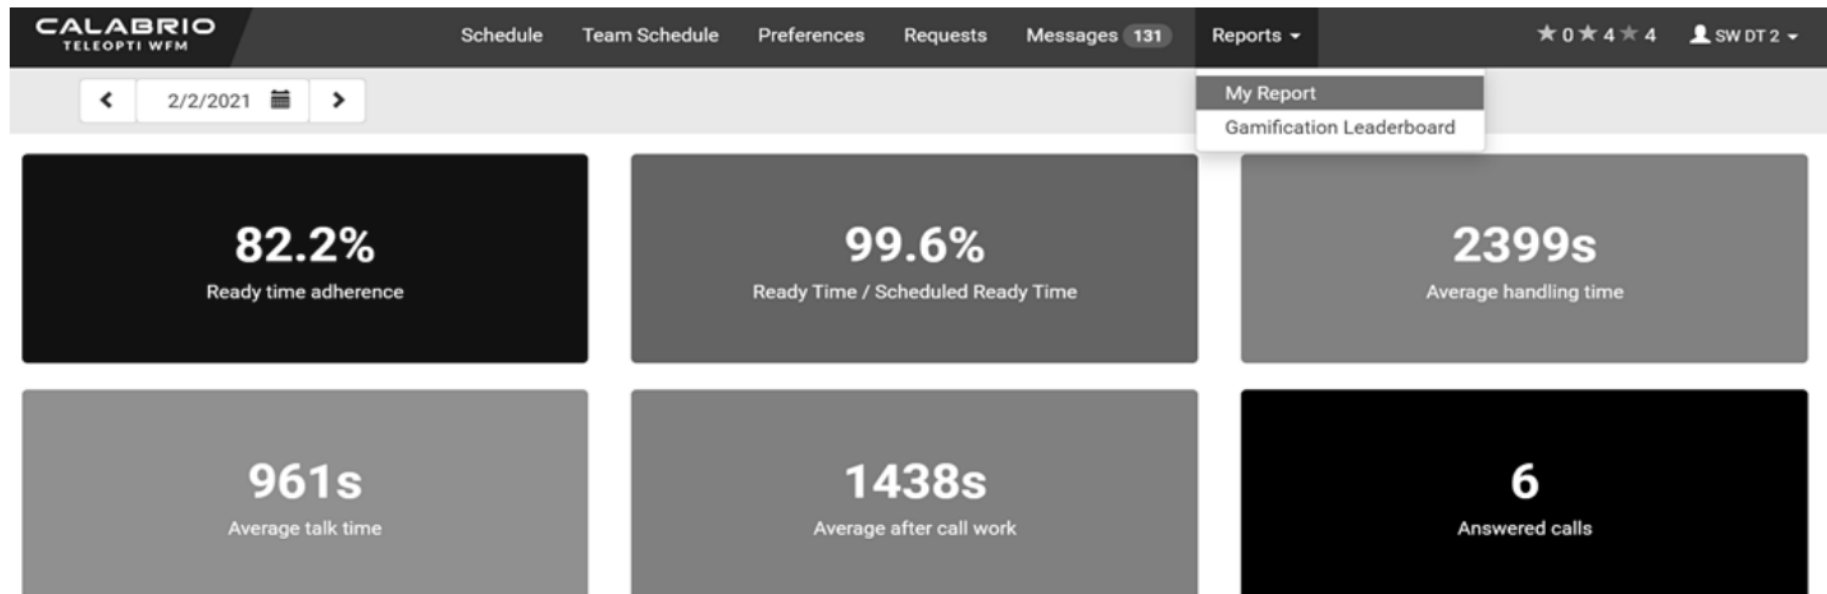 CALABRIO
TELEOPTI WFM
Schedule Team Schedule Preferences Requests Messages 131 Reports 0 4 4 SW DT 2
2/2/2021
My Report
Gamification Leaderboard
82.2% 99.6% 2399s
Ready time adherence Ready Time / Scheduled Ready Time Average handling time
961s 1438s 6
Average talk time Average after call work Answered calls